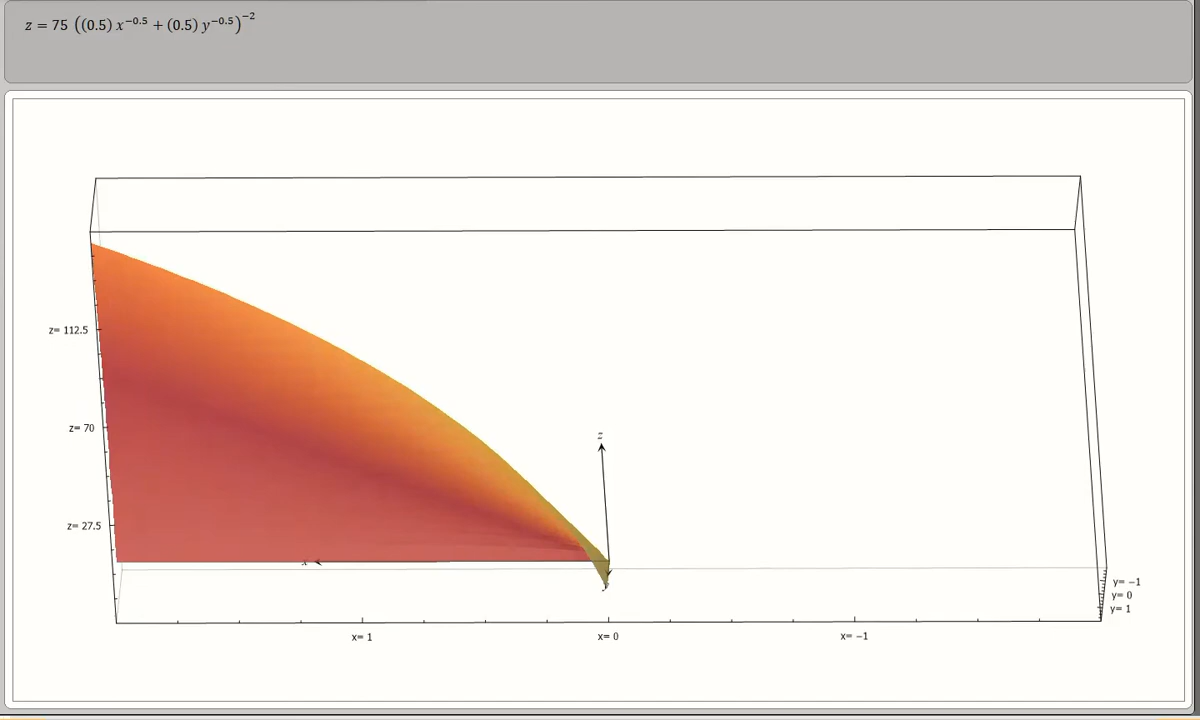 z = 75 ((0.5) x^−0.5 + (0.5) y^−0.5)^−2
z
z= 112.5
z= 70
z= 27.5
x
y
y= −1
y= 0
y= 1
x= 1
x= 0
x= −1